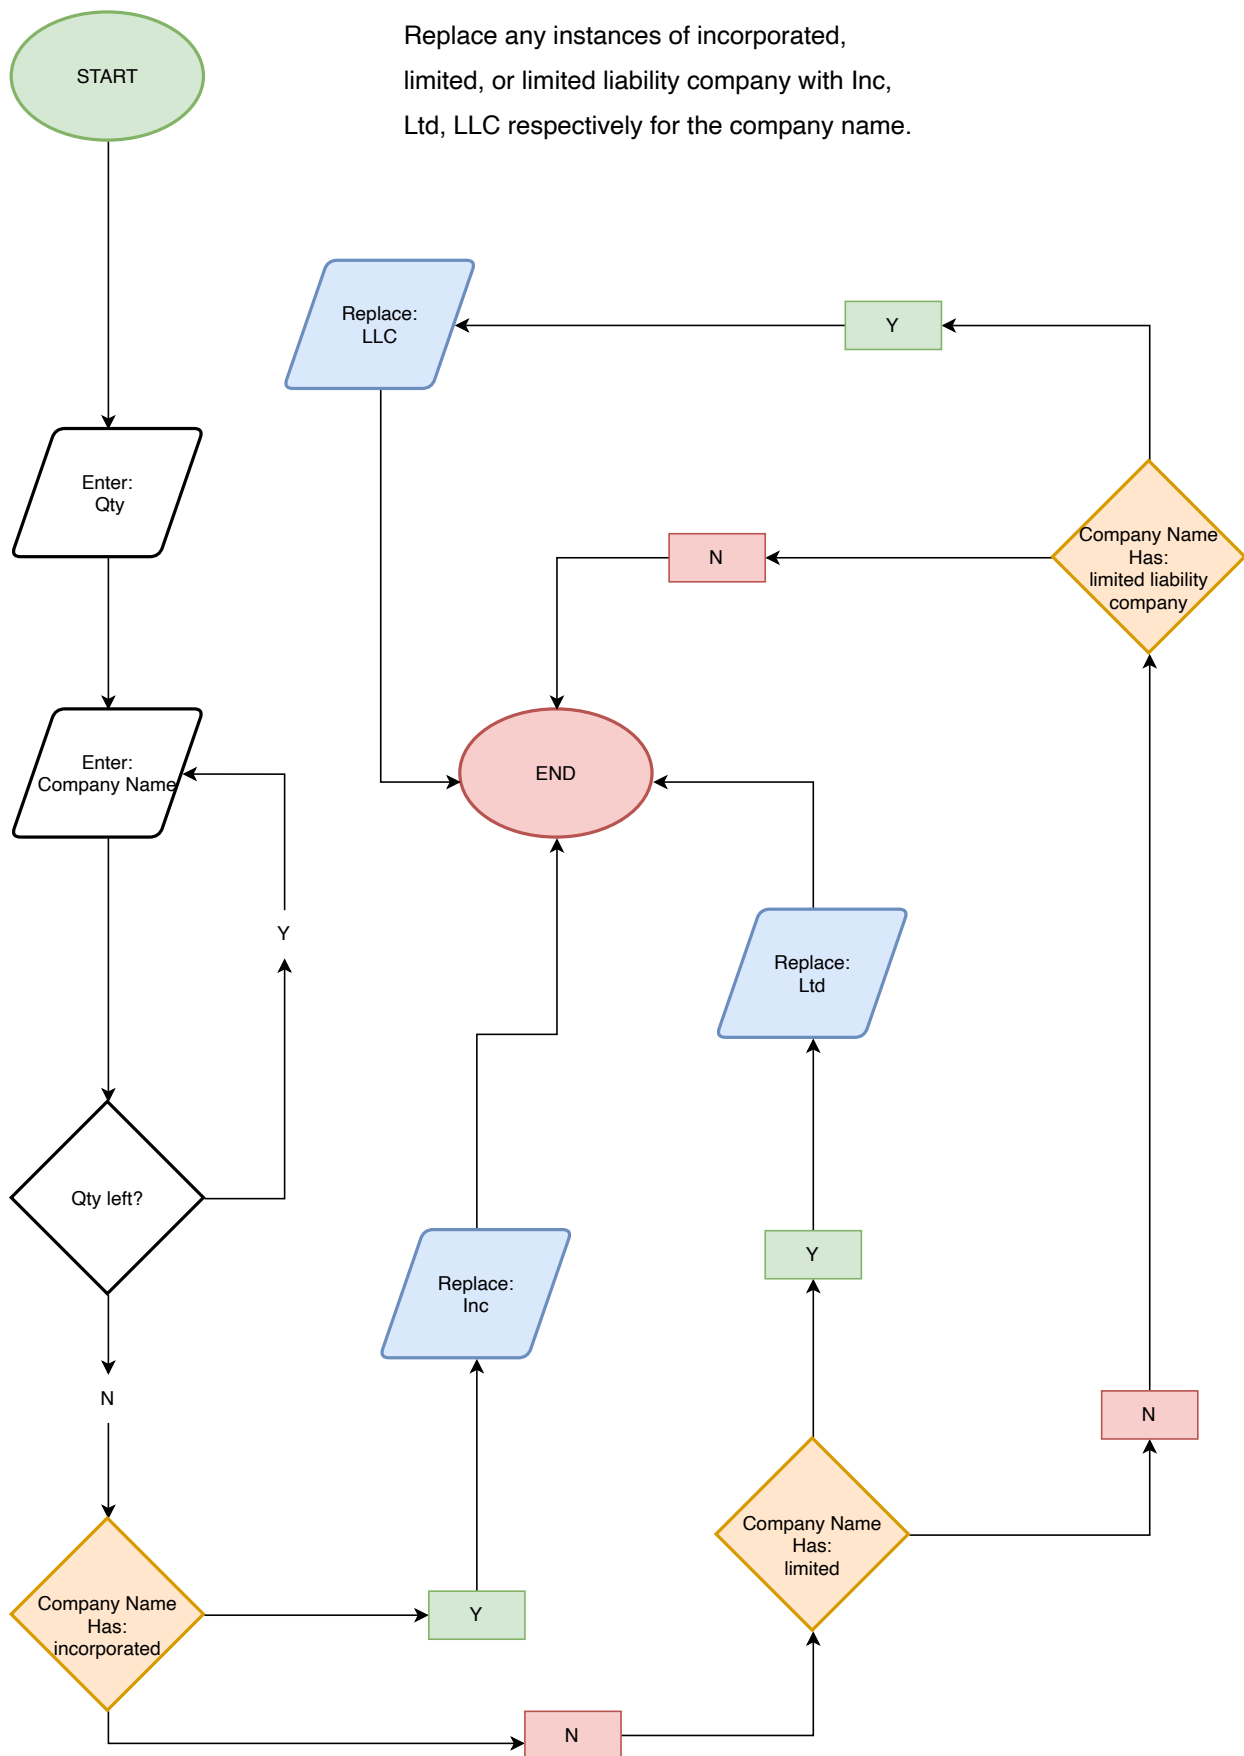 START
Replace any instances of incorporated,
limited, or limited liability company with Inc,
Ltd, LLC respectively for the company name.
Replace:
LLC
Y
Enter:
Qty
Company Name
Has:
limited liability
company
N
Enter:
Company Name
END
Y
Replace:
Ltd
Qty left?
Y
Replace:
Inc
N
N
Company Name
Has:
limited
Company Name
Has:
incorporated
Y
N